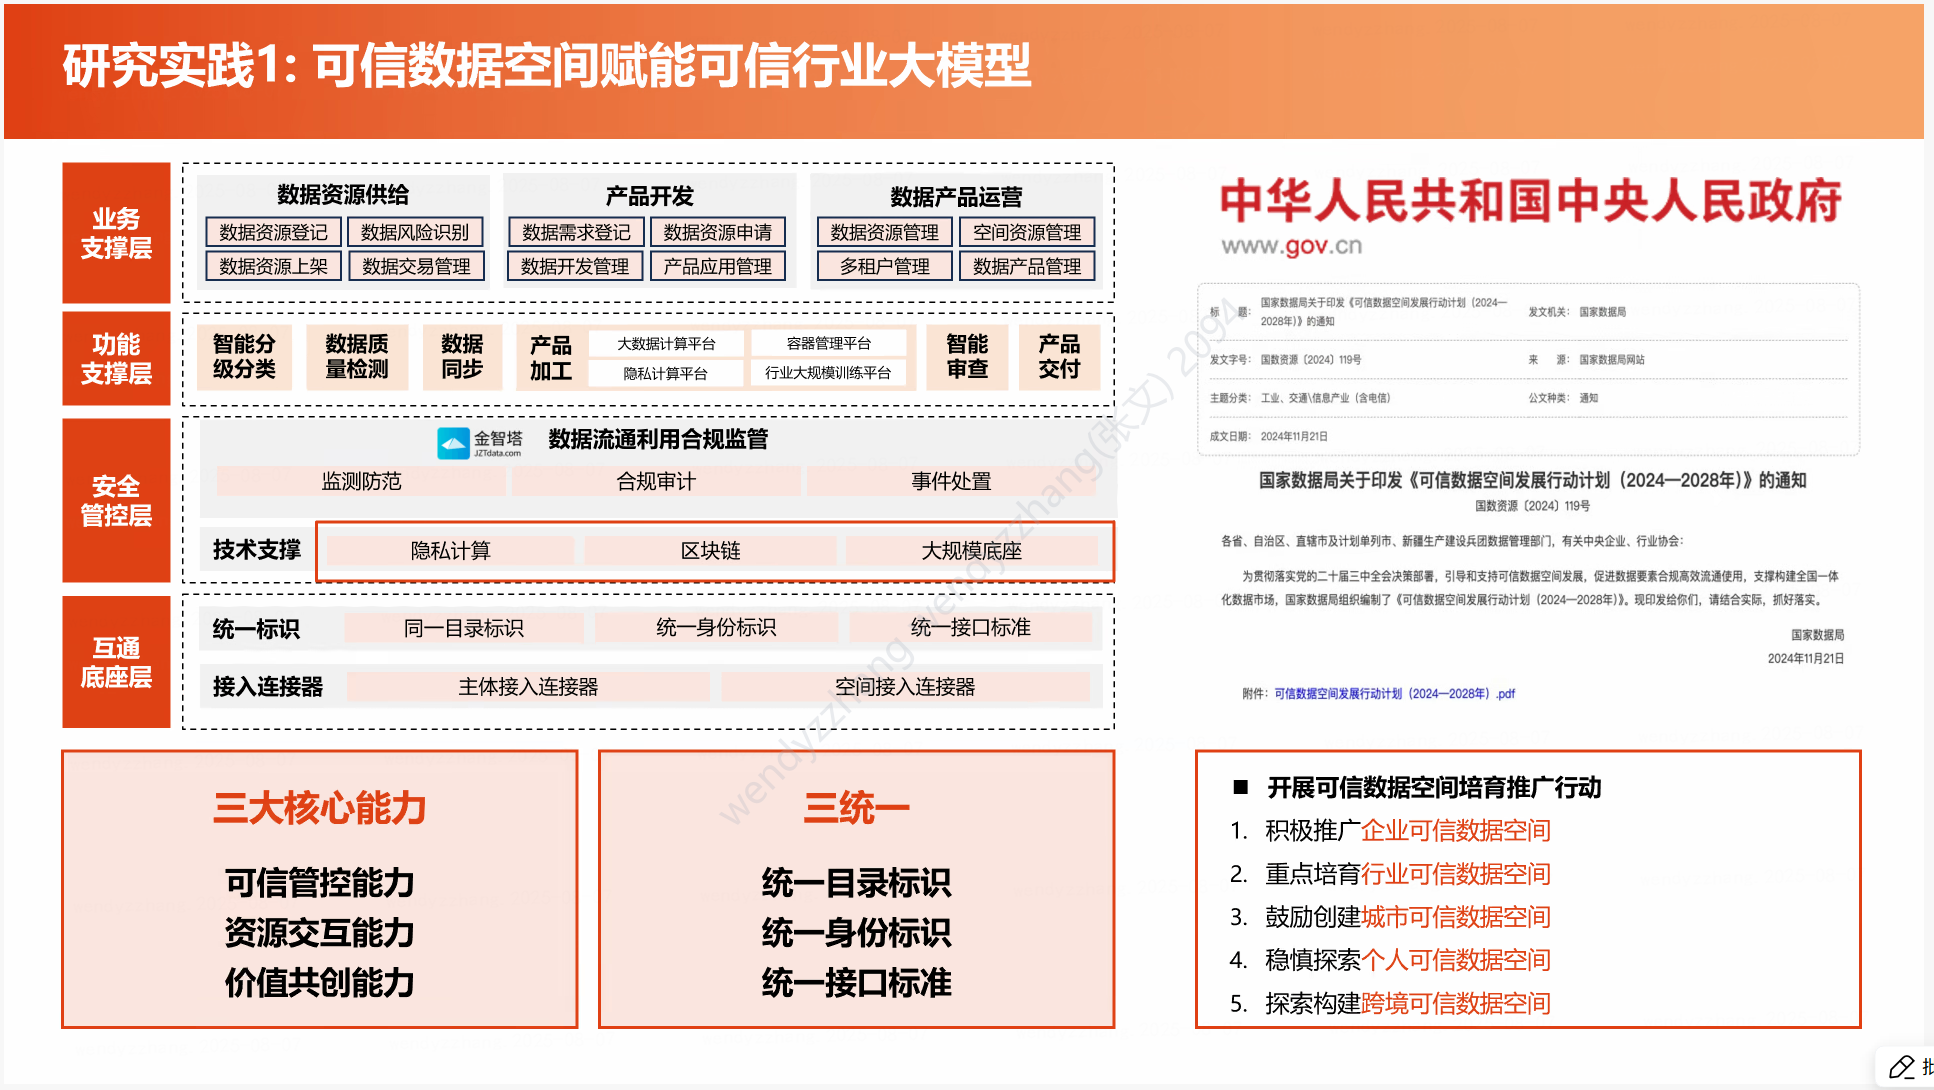 研究实践1: 可信数据空间赋能可信行业大模型
业务
支撑层
数据资源供给
数据资源登记 数据风险识别
数据资源上架 数据交易管理
产品开发
数据需求登记 数据资源申请
数据开发管理 产品应用管理
数据产品运营
数据资源管理 空间资源管理
多租户管理 数据产品管理
功能
支撑层
智能分
级分类
数据质
量检测
数据
同步
产品
加工
大数据计算平台 容器管理平台
隐私计算平台 行业大规模训练平台
智能
审查
产品
交付
安全
管控层
金智塔
JZTdata.com
数据流通利用合规监管
监测防范 合规审计 事件处置
技术支撑 隐私计算 区块链 大规模底座
互通
底座层
统一标识 同一目录标识 统一身份标识 统一接口标准
接入连接器 主体接入连接器 空间接入连接器
三大核心能力
可信管控能力
资源交互能力
价值共创能力
三统一
统一目录标识
统一身份标识
统一接口标准
中华人民共和国中央人民政府
www.gov.cn
标 题: 国家数据局关于印发《可信数据空间发展行动计划（2024—
2028年）》的通知
发文机关: 国家数据局
发文字号: 国数资源〔2024〕119号 来 源: 国家数据局网站
主题分类: 工业、交通\信息产业（含电信） 公文种类: 通知
成文日期: 2024年11月21日
国家数据局关于印发《可信数据空间发展行动计划（2024—2028年）》的通知
国数资源〔2024〕119号
各省、自治区、直辖市及计划单列市、新疆生产建设兵团数据管理部门，有关中央企业、行业协会：
为贯彻落实党的二十届三中全会决策部署，引导和支持可信数据空间发展，促进数据要素合规高效流通使用，支撑构建全国一体
化数据市场，国家数据局组织编制了《可信数据空间发展行动计划（2024—2028年）》。现印发给你们，请结合实际，抓好落实。
国家数据局
2024年11月21日
附件：可信数据空间发展行动计划（2024—2028年）.pdf
■ 开展可信数据空间培育推广行动
1. 积极推广企业可信数据空间
2. 重点培育行业可信数据空间
3. 鼓励创建城市可信数据空间
4. 稳慎探索个人可信数据空间
5. 探索构建跨境可信数据空间
wendyzzhang wendyzzhang(张文) 2094